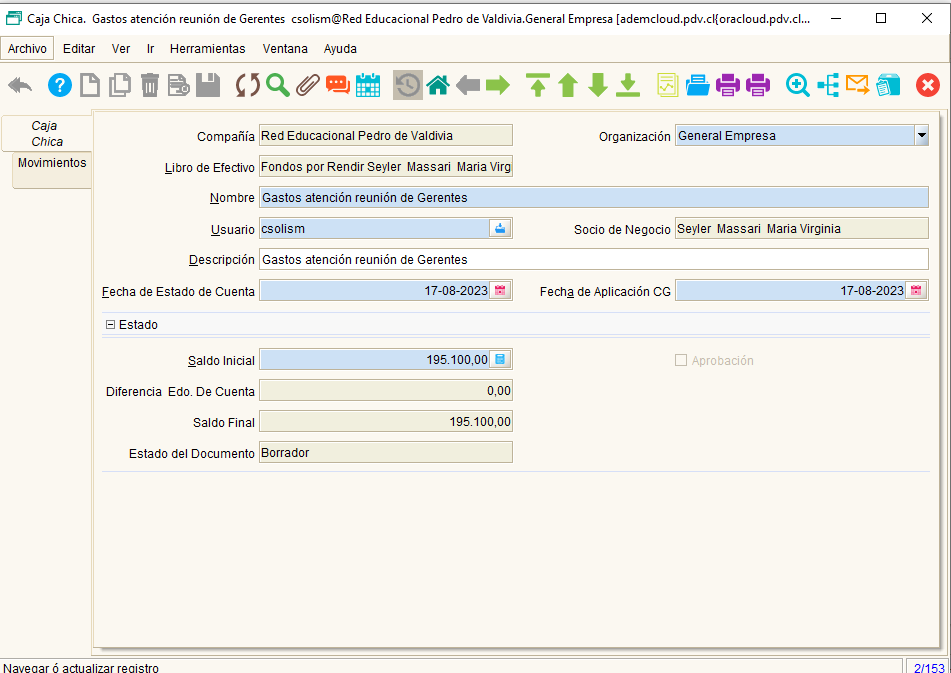 Caja Chica. Gastos atención reunión de Gerentes csolism@Red Educacional Pedro de Valdivia.General Empresa [ademcloud.pdv.cl{oracloud.pdv.cl...
Archivo Editar Ver Ir Herramientas Ventana Ayuda
Caja
Chica
Movimientos
Compañía Red Educacional Pedro de Valdivia Organización General Empresa
Libro de Efectivo Fondos por Rendir Seyler Massari Maria Virg
Nombre Gastos atención reunión de Gerentes
Usuario csolism Socio de Negocio Seyler Massari Maria Virginia
Descripción Gastos atención reunión de Gerentes
Fecha de Estado de Cuenta 17-08-2023 Fecha de Aplicación CG 17-08-2023
Estado
Saldo Inicial 195.100,00 Aprobación
Diferencia Edo. De Cuenta 0,00
Saldo Final 195.100,00
Estado del Documento Borrador
Navegar ó actualizar registro 2/153